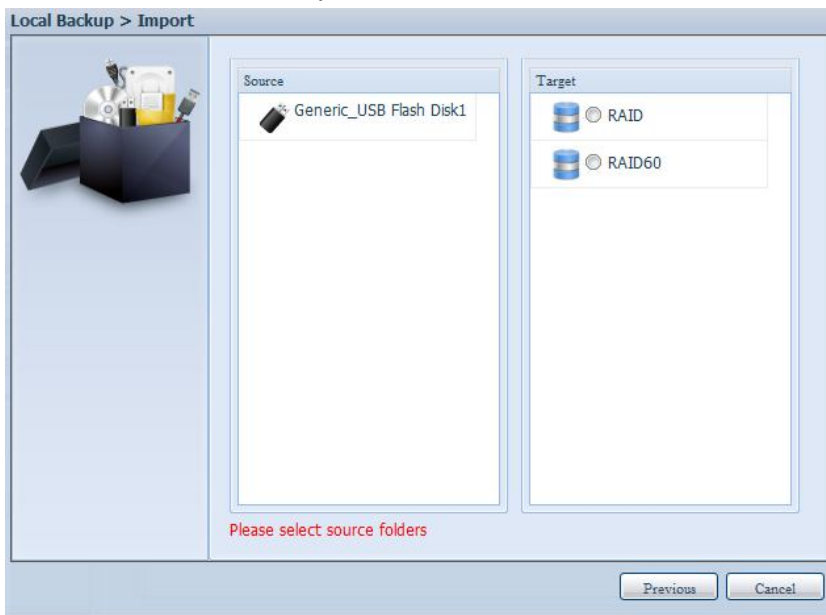 Local Backup > Import
Source
Generic_USB Flash Disk1
Target
RAID
RAID60
Please select source folders
Previous
Cancel